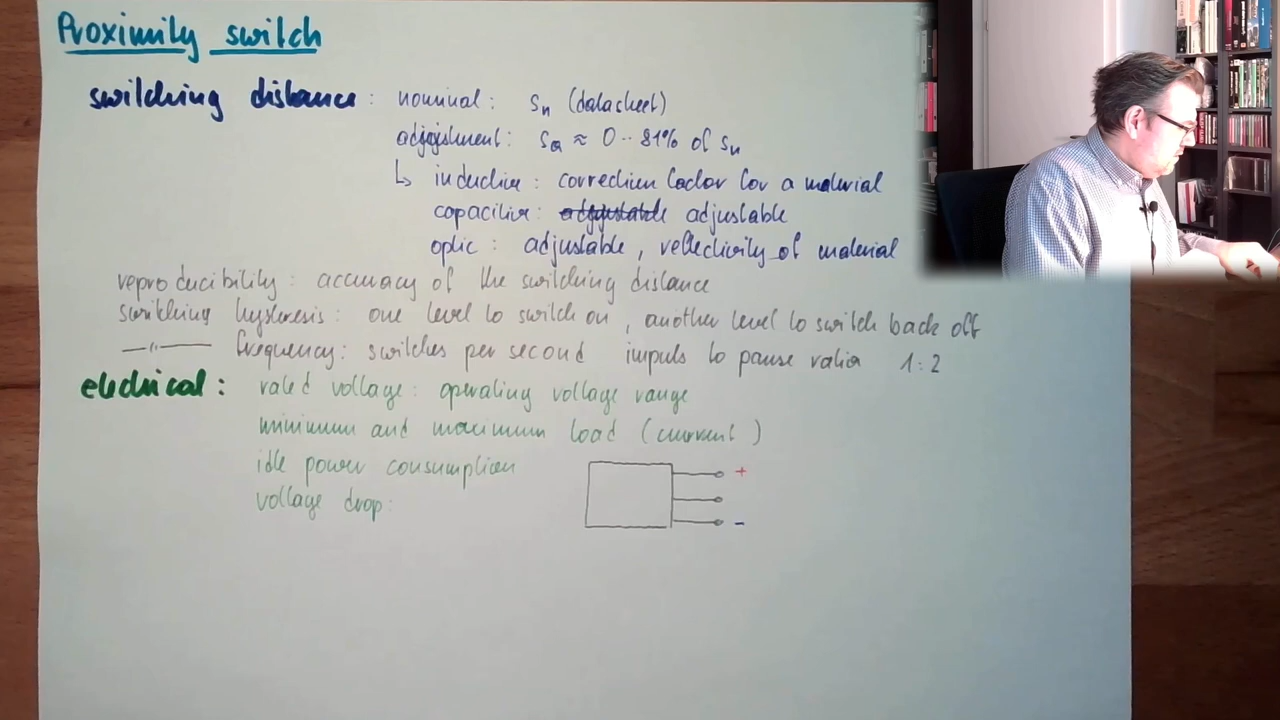 Proximity switch
switching distance: nominal: sn (datasheet)
adjustment: sa ≈ 0 .. 81% of sn
↳ inductive: correction factor for a material
capacitiv: adjustable adjustable
optic: adjustable, reflectivity of material
reproducibility: accuracy of the switching distance
switching hysteresis: one level to switch on, another level to switch back off
—"— frequency: switches per second impuls to pause ratio 1:2
electrical: rated voltage: operating voltage range
minimum and maximum load (current)
idle power consumption
voltage drop:
+
-